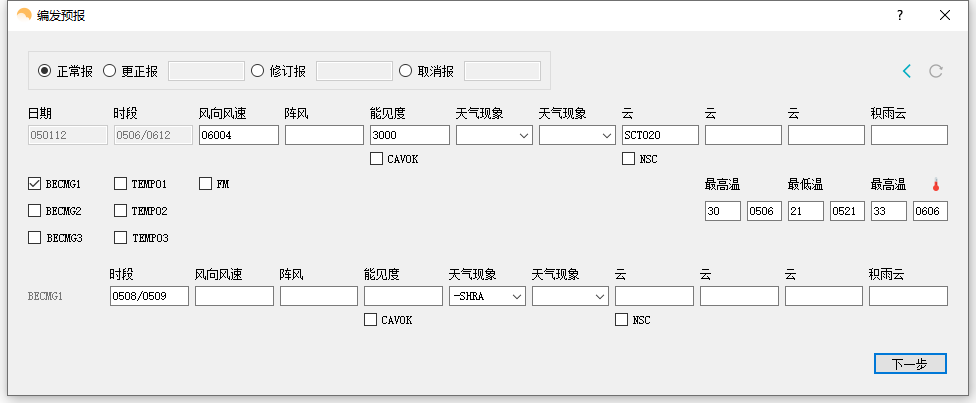 编发预报 ?
正常报 更正报 修订报 取消报
日期 时段 风向风速 阵风 能见度 天气现象 天气现象 云 云 云 积雨云
050112 0506/0612 06004 3000 SCT020
CAVOK NSC
BECMG1 TEMPO1 FM 最高温 最低温 最高温
BECMG2 TEMPO2 30 0506 21 0521 33 0606
BECMG3 TEMPO3
时段 风向风速 阵风 能见度 天气现象 天气现象 云 云 云 积雨云
BECMG1 0508/0509 -SHRA
CAVOK NSC
下一步